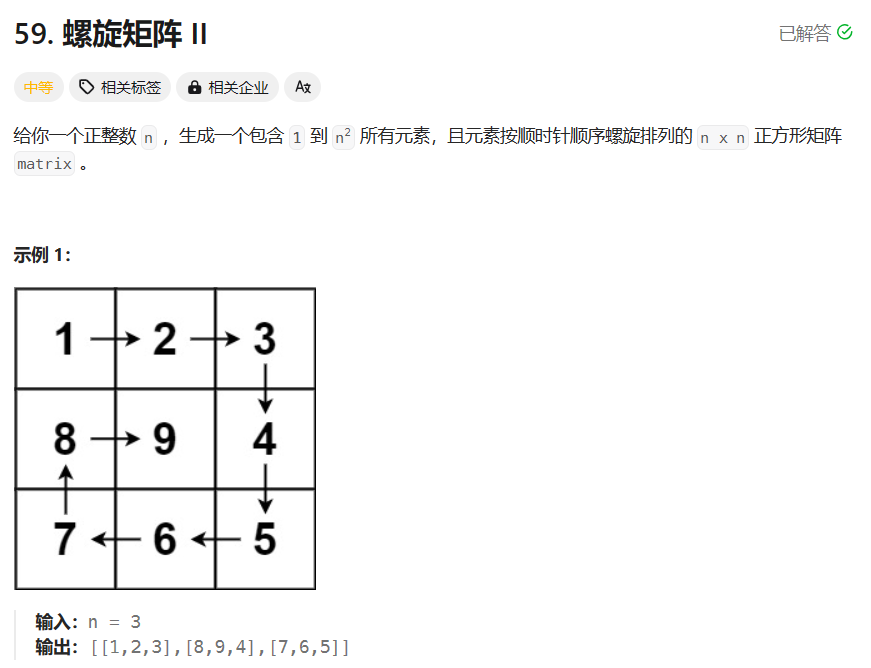 59. 螺旋矩阵 II
已解答
中等 相关标签 相关企业 A文
给你一个正整数 n ，生成一个包含 1 到 n² 所有元素，且元素按顺时针顺序螺旋排列的 n x n 正方形矩阵
matrix 。
示例 1：
1 2 3
8 9 4
7 6 5
输入：n = 3
输出：[[1,2,3],[8,9,4],[7,6,5]]